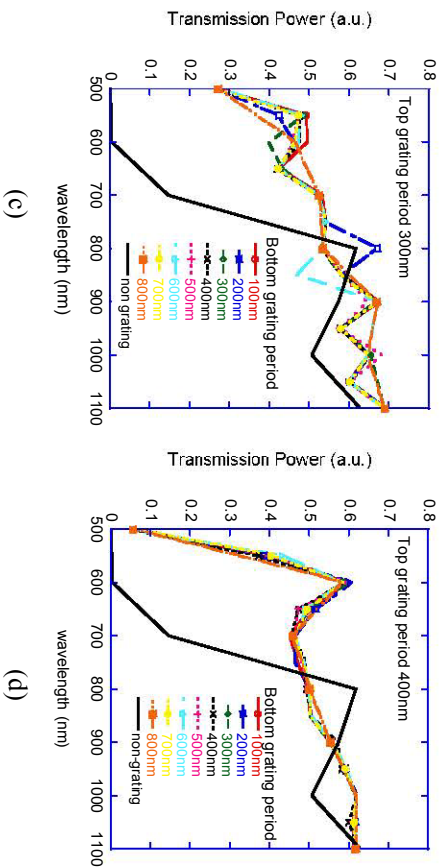 Transmission Power (a.u.)
0.8
0.7
0.6
0.5
0.4
0.3
0.2
0.1
0
Top grating period 300nm
Bottom grating period
100nm
200nm
300nm
400nm
500nm
600nm
700nm
800nm
non grating
500 600 700 800 900 1000 1100
wavelength (nm)
(c)
Transmission Power (a.u.)
0.8
0.7
0.6
0.5
0.4
0.3
0.2
0.1
0
Top grating period 400nm
Bottom grating period
100nm
200nm
300nm
400nm
500nm
600nm
700nm
800nm
non-grating
500 600 700 800 900 1000 1100
wavelength (nm)
(d)